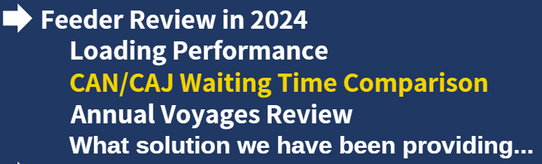 Feeder Review in 2024
Loading Performance
CAN/CAJ Waiting Time Comparison
Annual Voyages Review
What solution we have been providing...